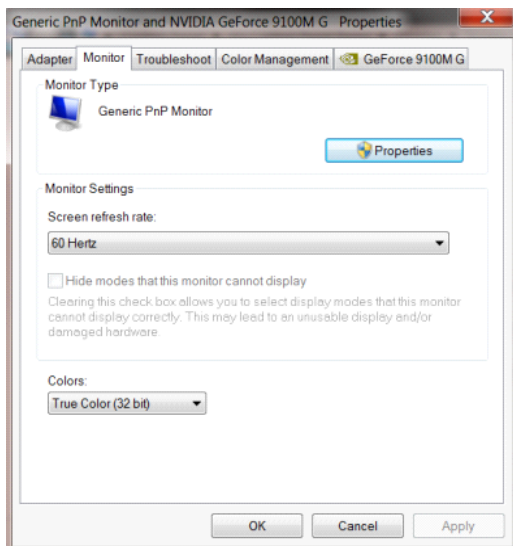 Generic PnP Monitor and NVIDIA GeForce 9100M G Properties
X
Adapter Monitor Troubleshoot Color Management GeForce 9100M G
Monitor Type
Generic PnP Monitor
Properties
Monitor Settings
Screen refresh rate:
60 Hertz
Hide modes that this monitor cannot display
Clearing this check box allows you to select display modes that this monitor
cannot display correctly. This may lead to an unusable display and/or
damaged hardware.
Colors:
True Color (32 bit)
OK Cancel Apply